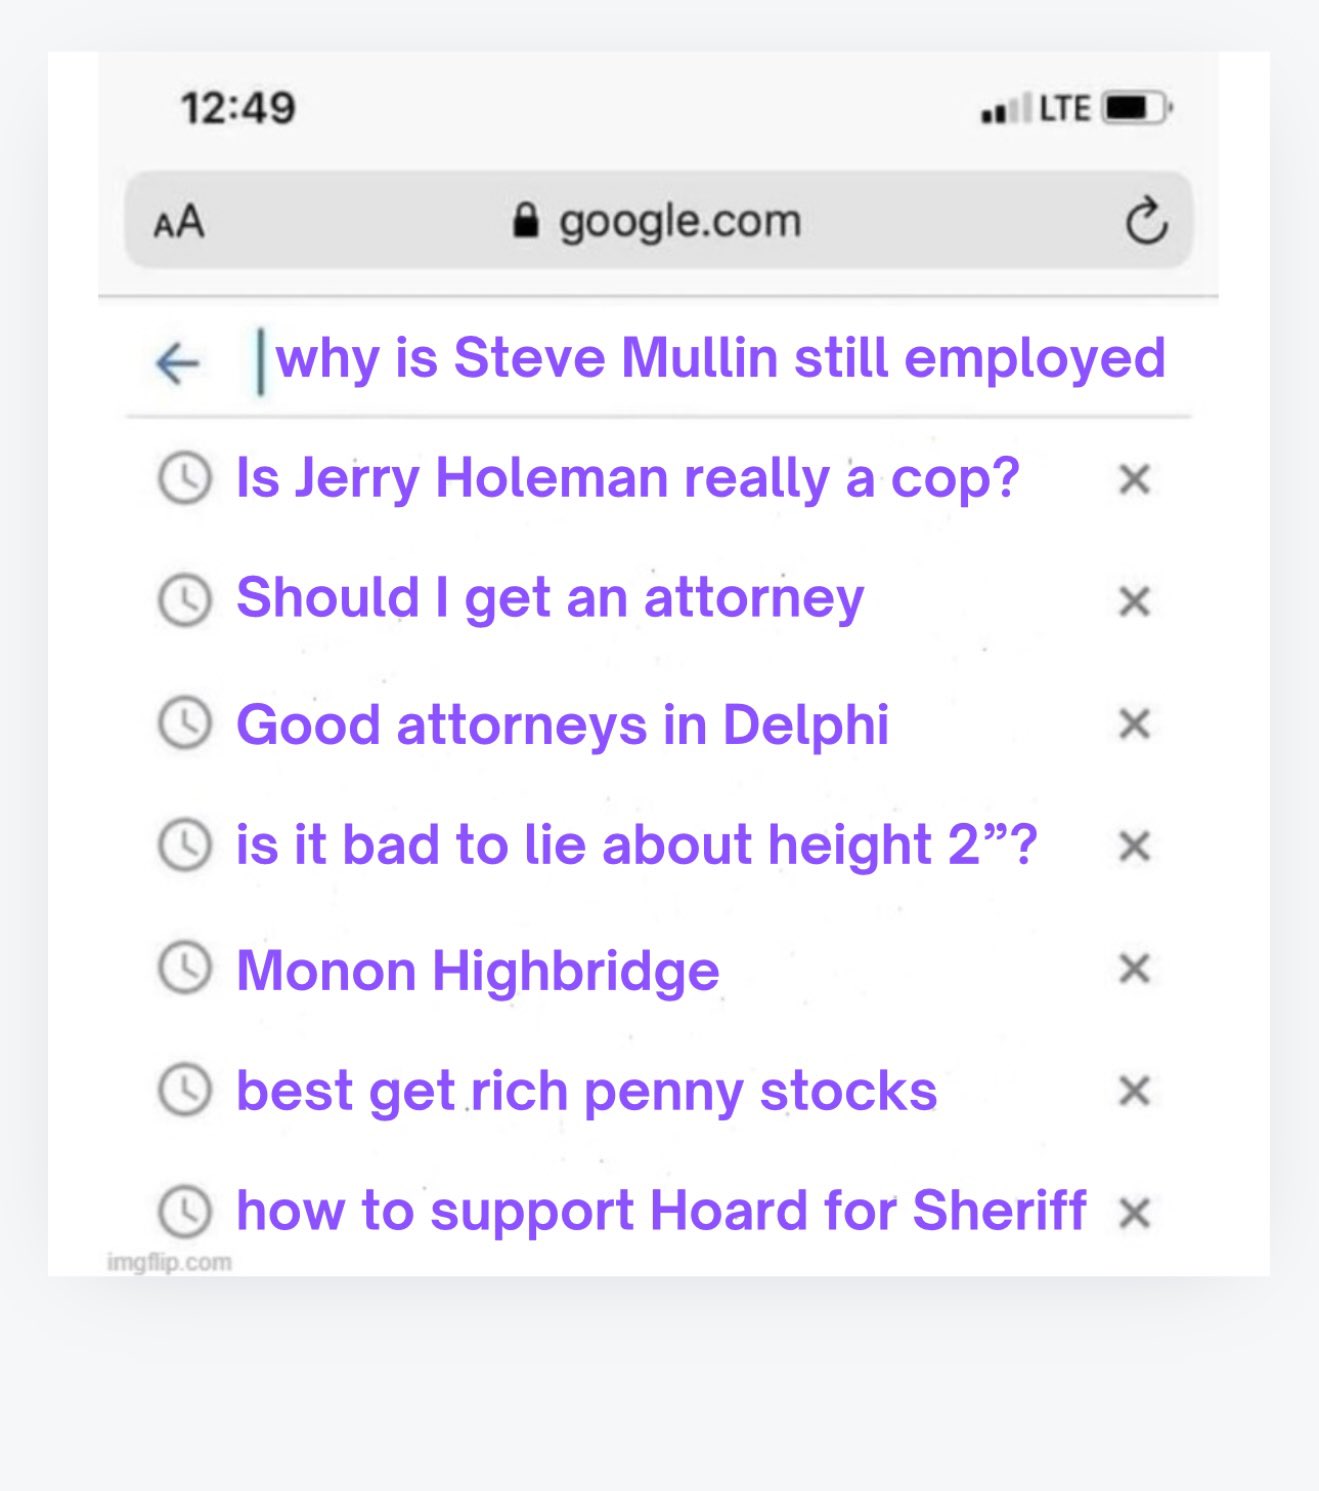 12:49 LTE
AA google.com
why is Steve Mullin still employed
Is Jerry Holeman really a cop?
Should I get an attorney
Good attorneys in Delphi
is it bad to lie about height 2”?
Monon Highbridge
best get rich penny stocks
how to support Hoard for Sheriff
imgflip.com